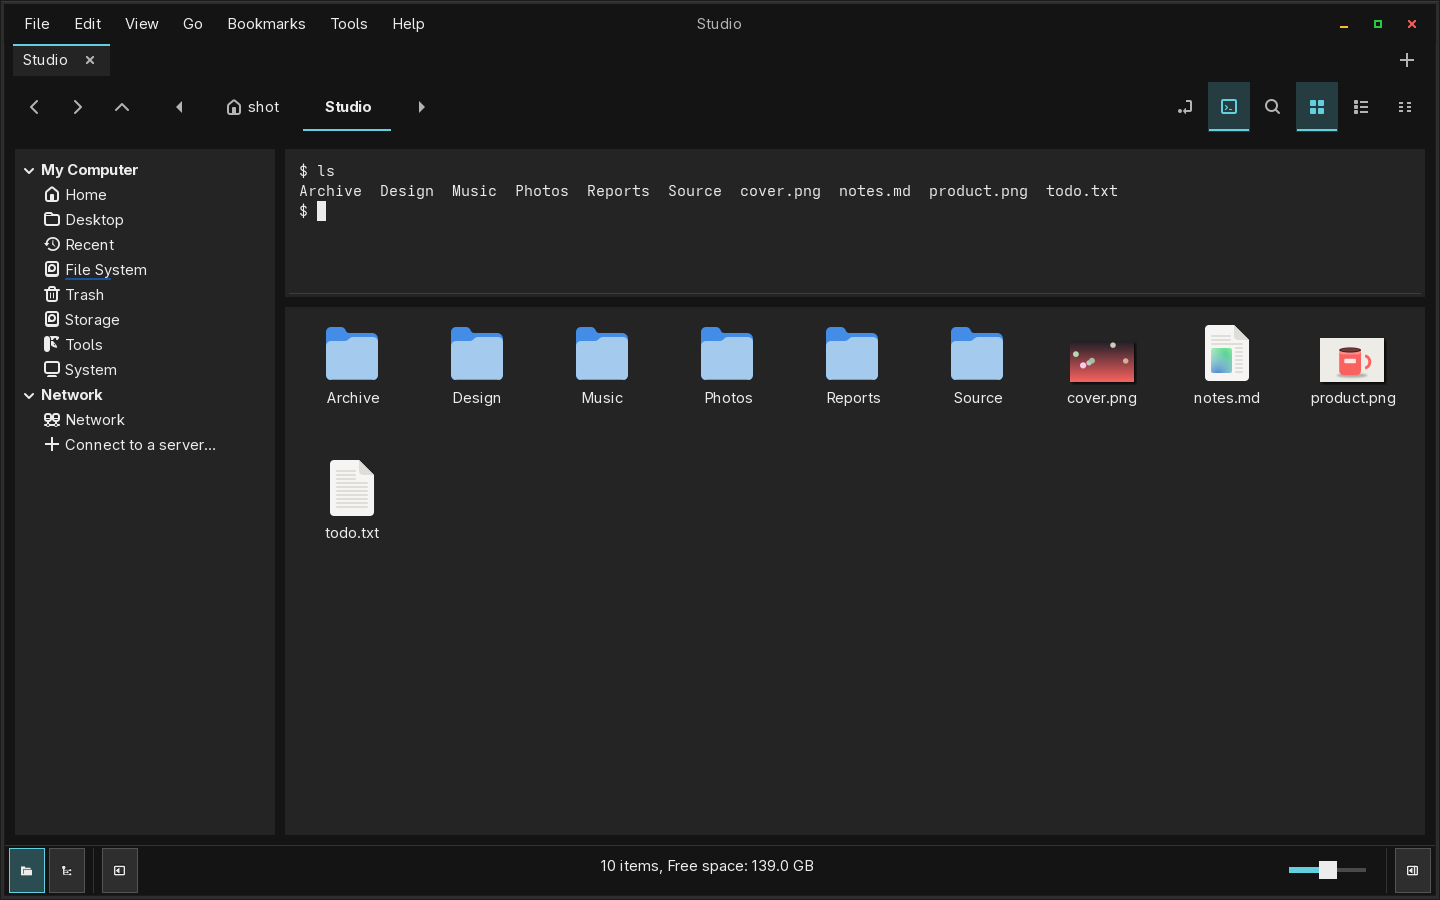 File Edit View Go Bookmarks Tools Help Studio
Studio
shot Studio
My Computer
Home
Desktop
Recent
File System
Trash
Storage
Tools
System
Network
Network
Connect to a server...
$ ls
Archive Design Music Photos Reports Source cover.png notes.md product.png todo.txt
$
Archive Design Music Photos Reports Source cover.png notes.md product.png
todo.txt
10 items, Free space: 139.0 GB